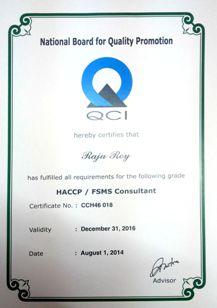 National Board for Quality Promotion
QCI
hereby certifies that
Raja Roy
has fulfilled all requirements for the following grade
HACCP / FSMS Consultant
Certificate No. : CCH46 018
Validity : December 31, 2016
Date : August 1, 2014
Advisor